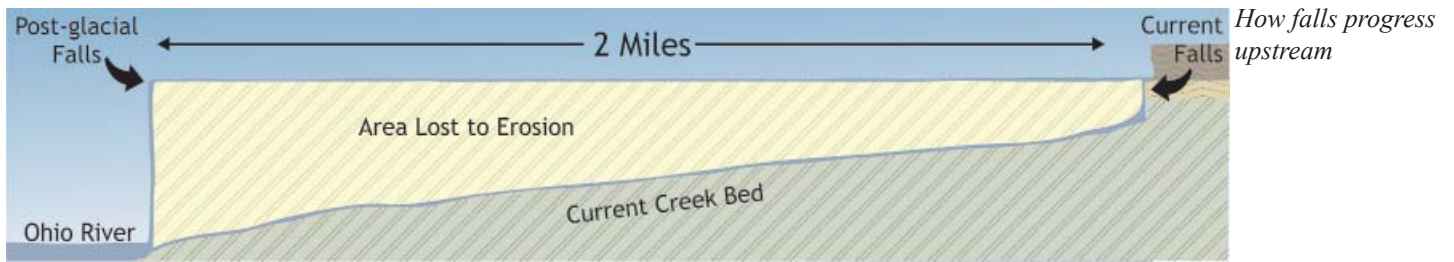 Post-glacial
Falls
2 Miles
Current
Falls
How falls progress
upstream
Area Lost to Erosion
Current Creek Bed
Ohio River